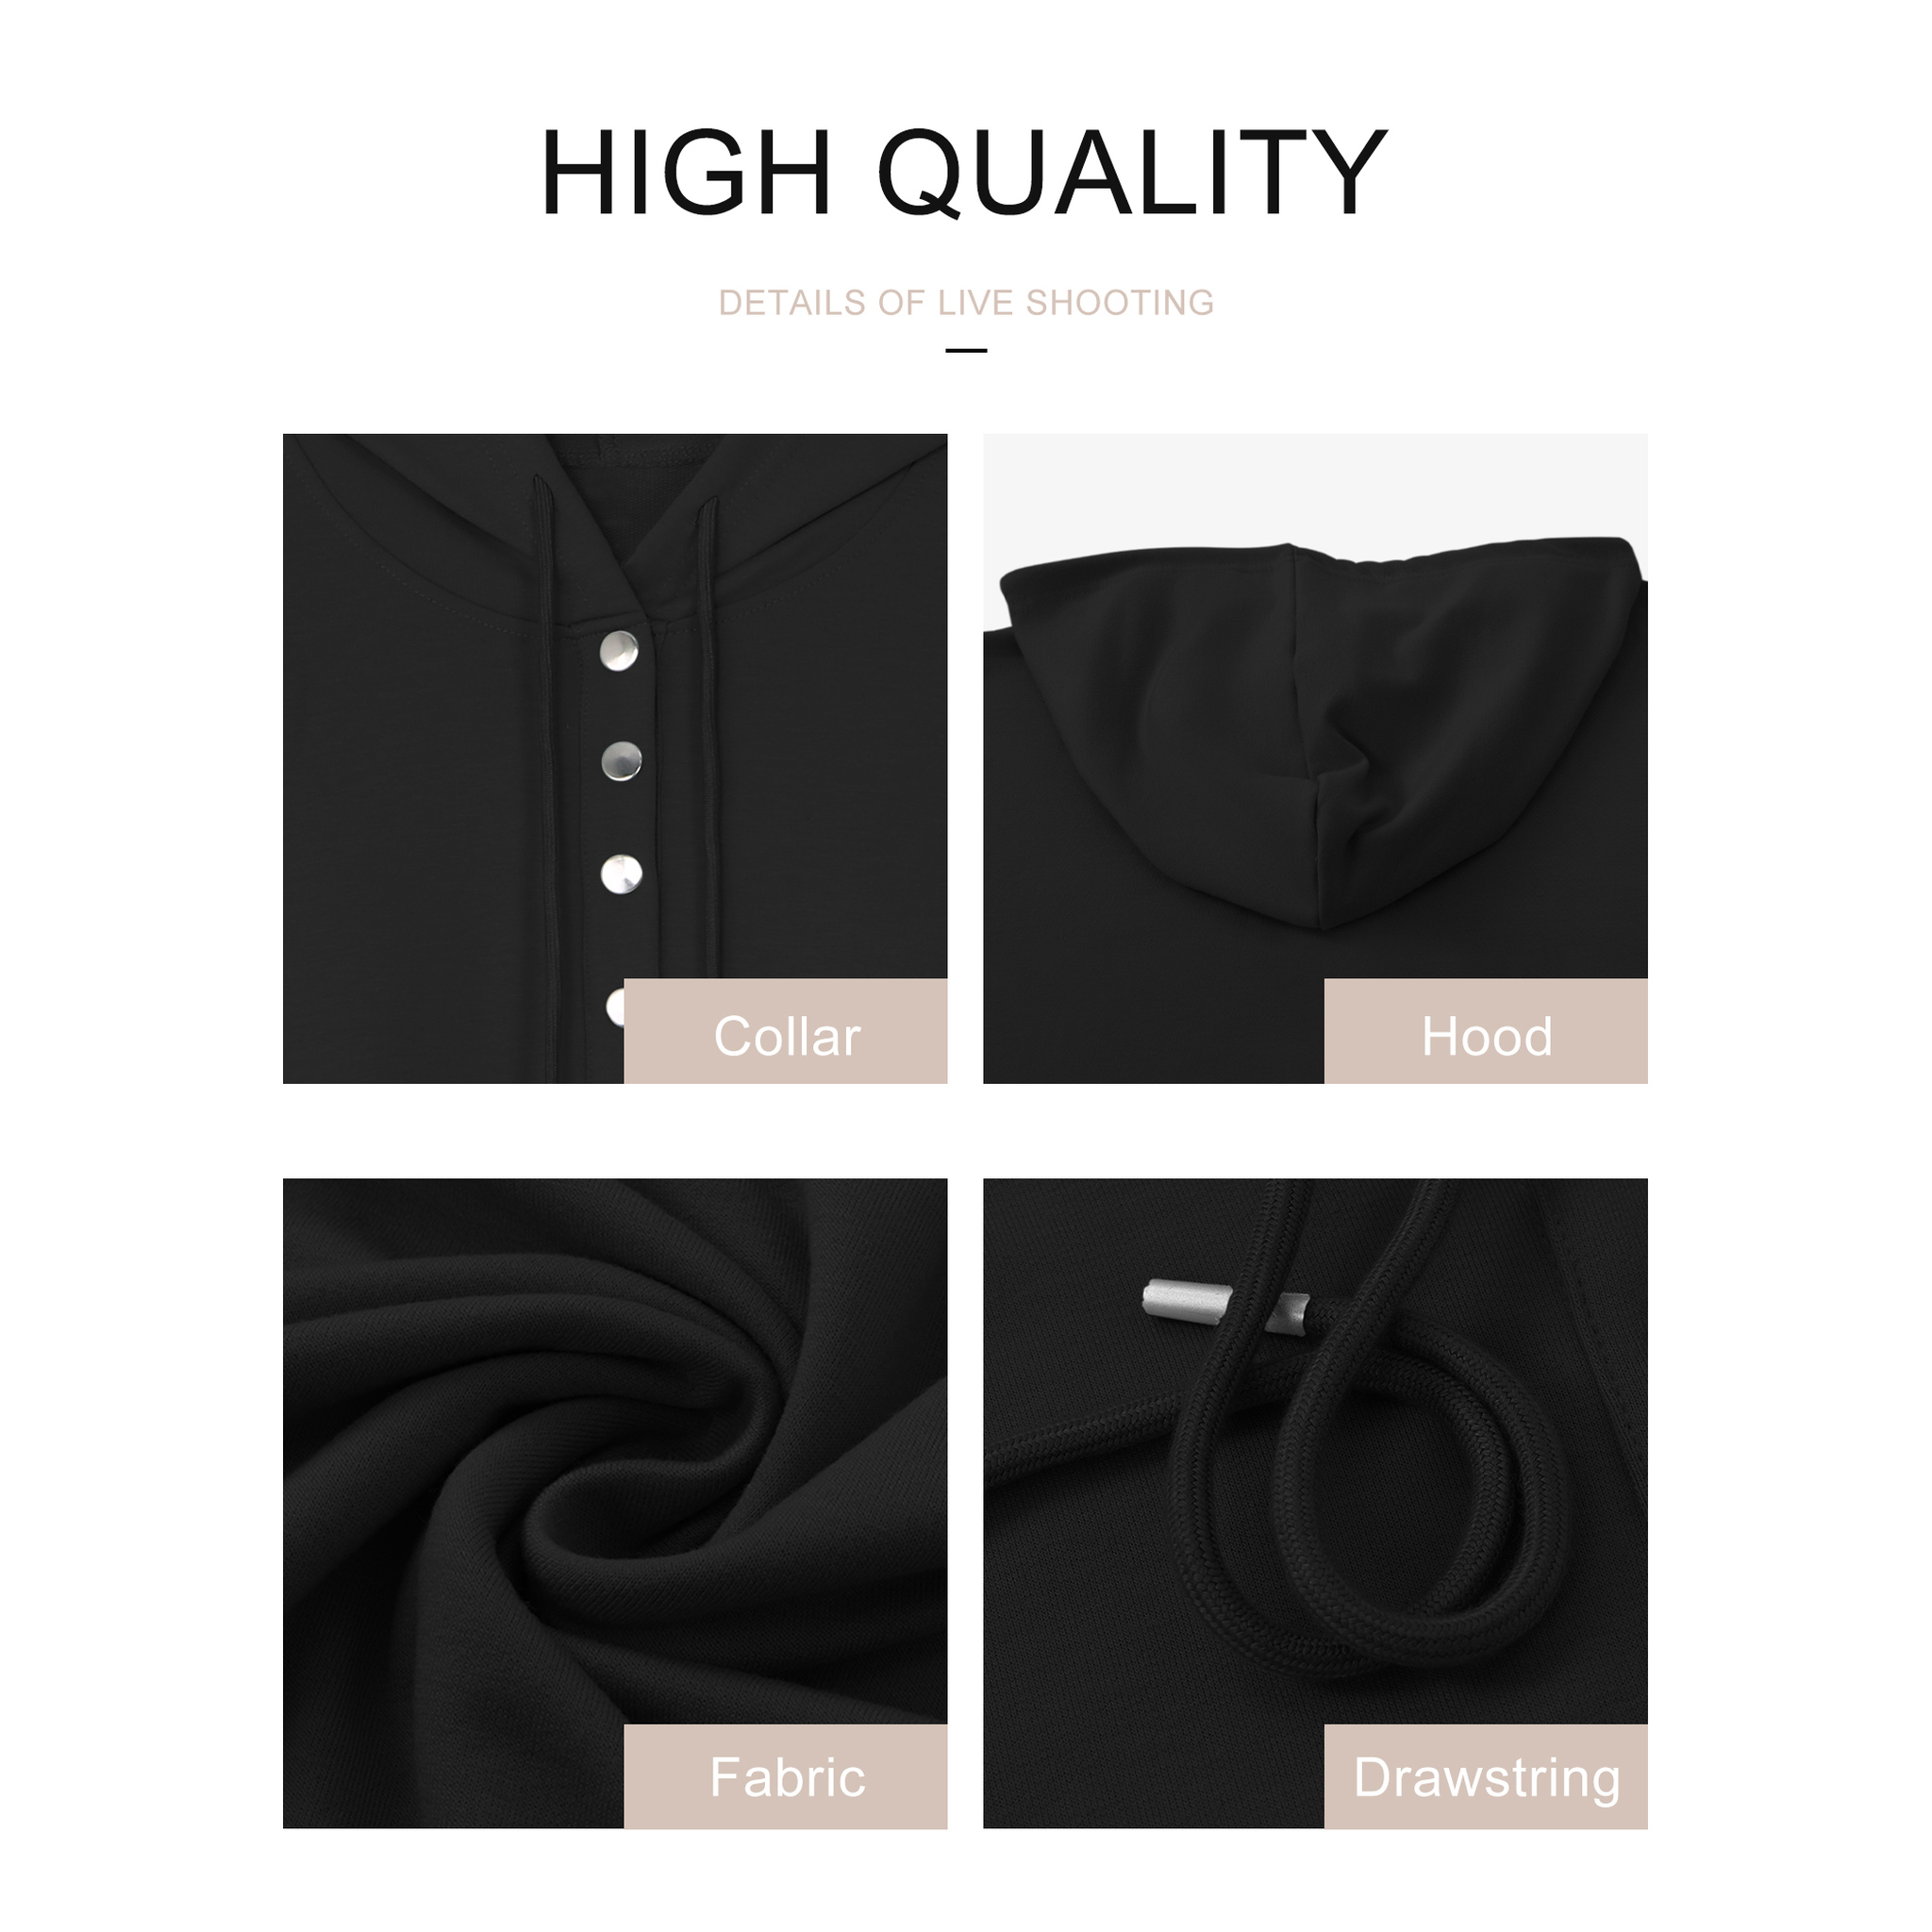 HIGH QUALITY
DETAILS OF LIVE SHOOTING
Collar
Hood
Fabric
Drawstring